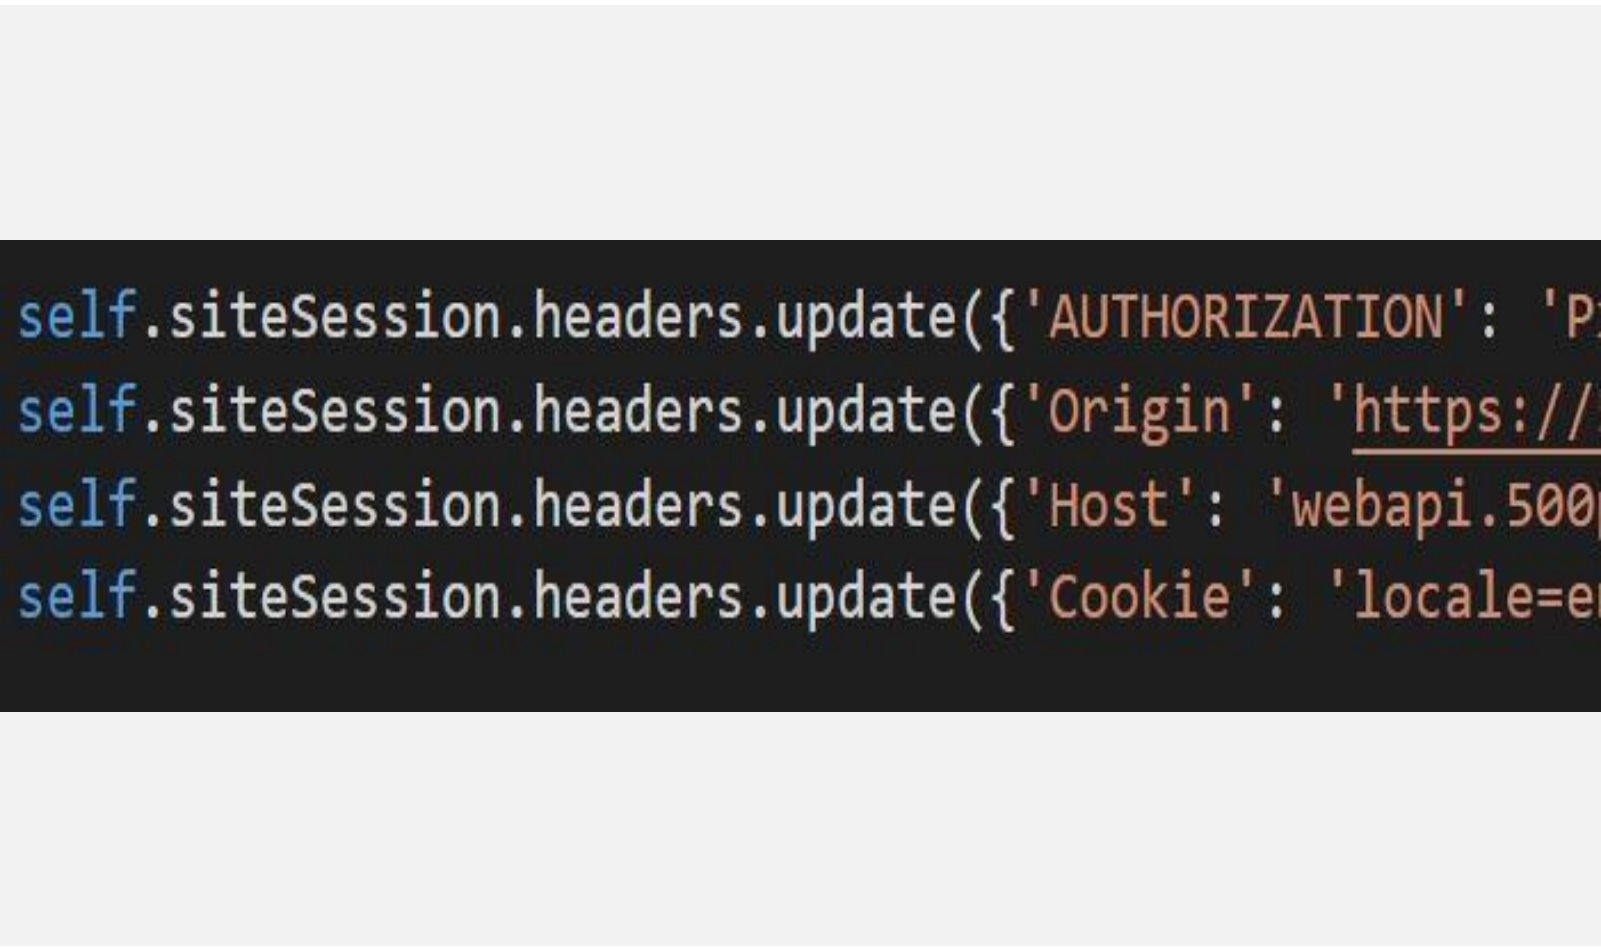 self.siteSession.headers.update({'AUTHORIZATION': 'P
self.siteSession.headers.update({'Origin': 'https://
self.siteSession.headers.update({'Host': 'webapi.500
self.siteSession.headers.update({'Cookie': 'locale=e